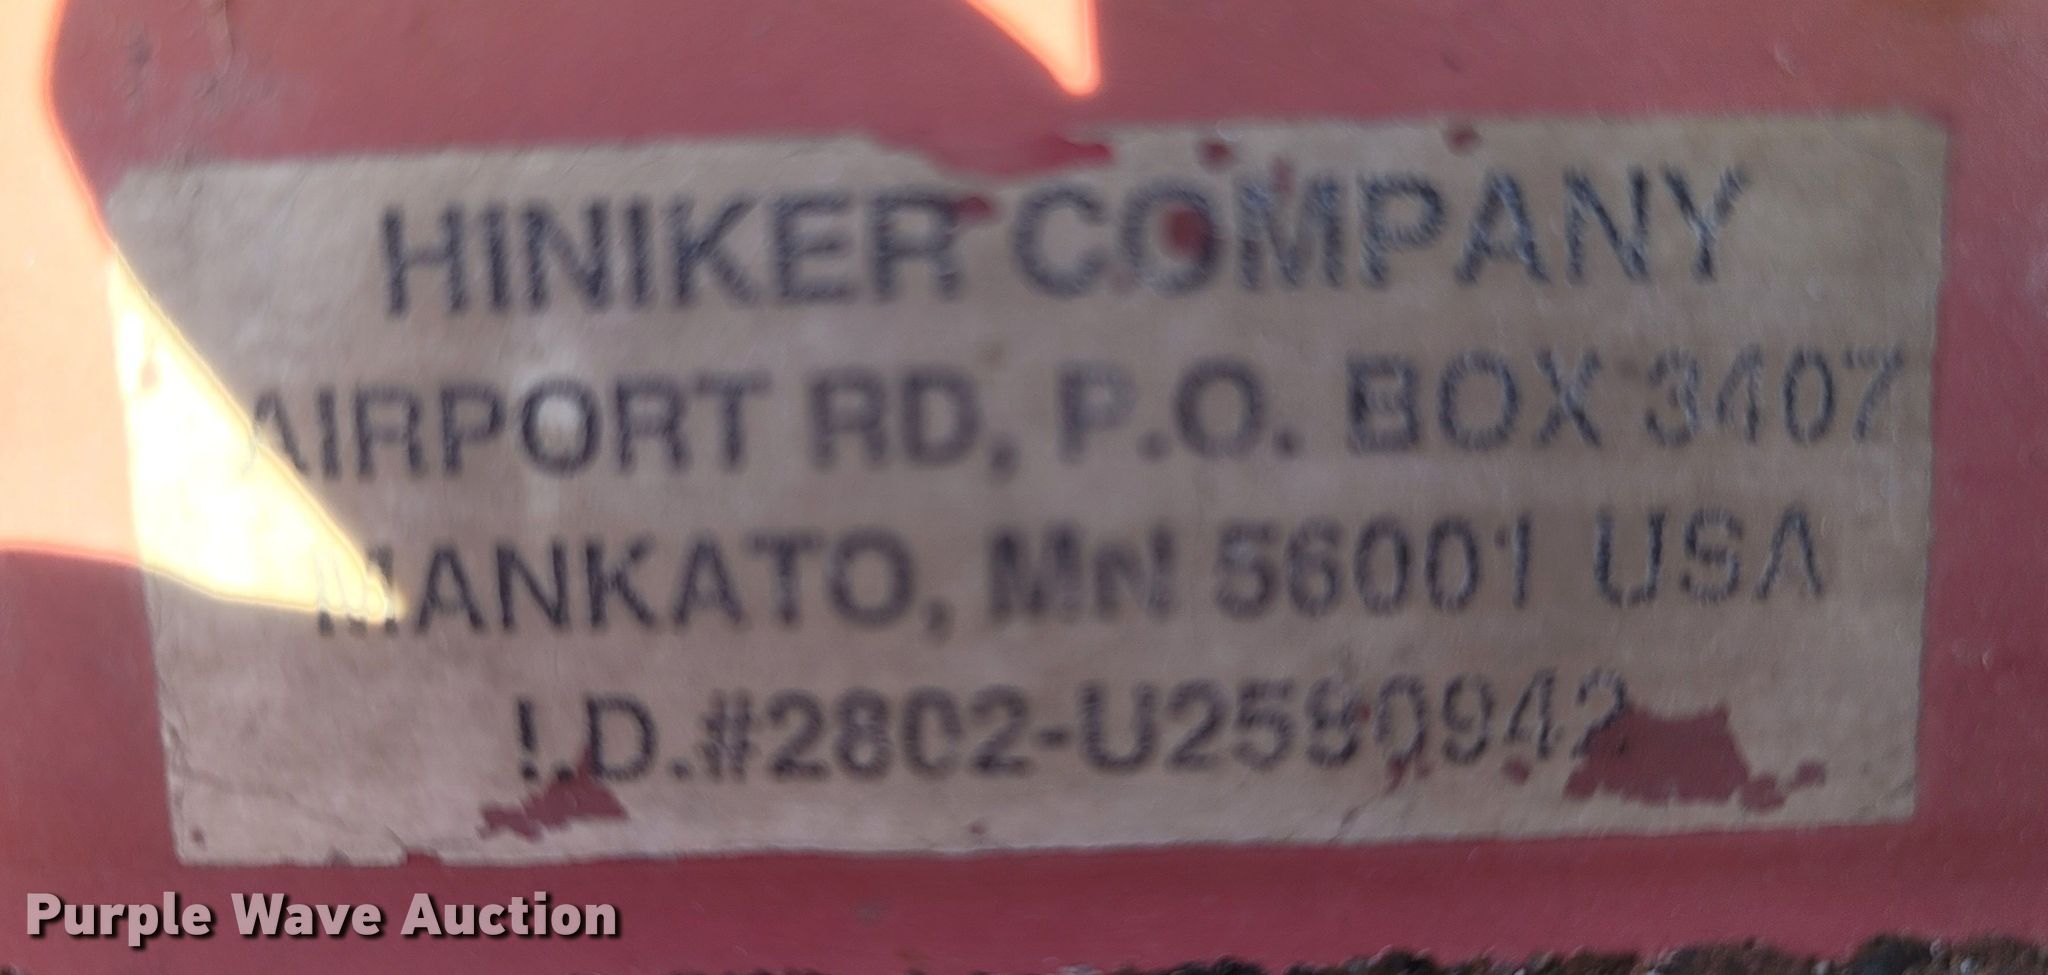 HINIKER COMPANY
AIRPORT RD, P.O. BOX 3407
MANKATO, MN 56001 USA
I.D.#2802-U2590942
Purple Wave Auction